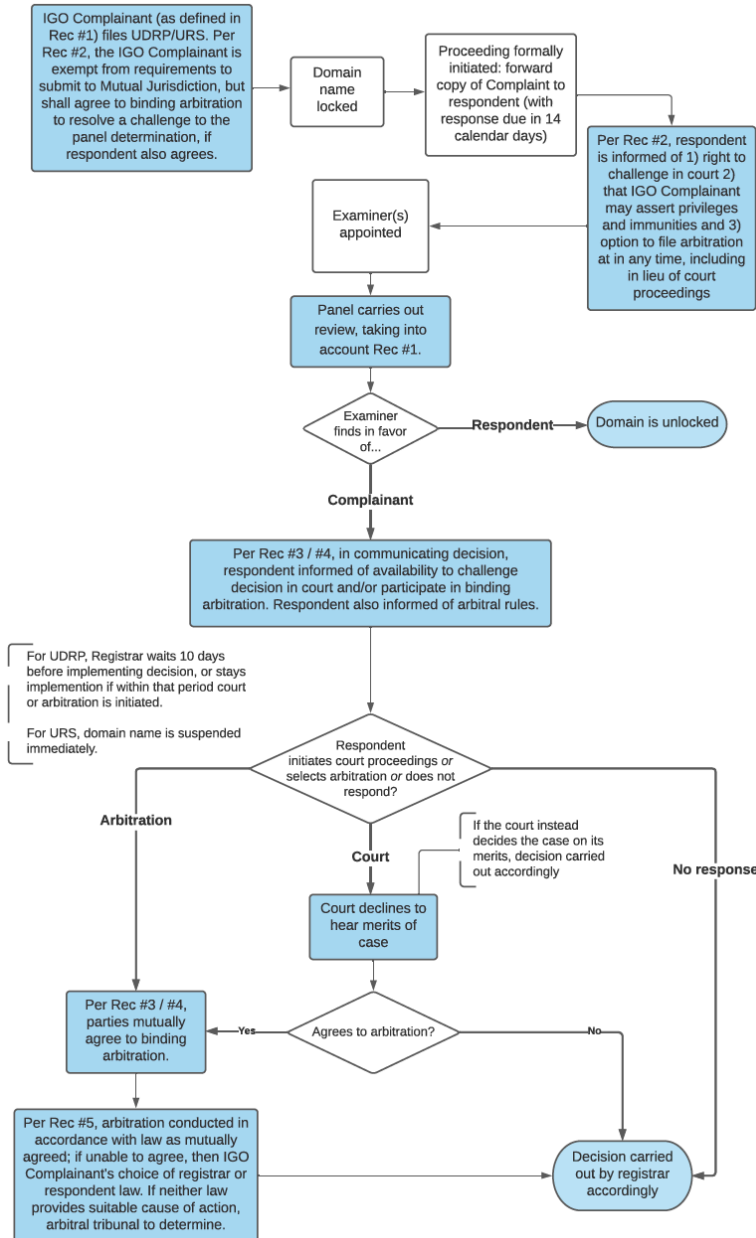 IGO Complainant (as defined in
Rec #1) files UDRP/URS. Per
Rec #2, the IGO Complainant is
exempt from requirements to
submit to Mutual Jurisdiction, but
shall agree to binding arbitration
to resolve a challenge to the
panel determination, if
respondent also agrees.
Domain
name
locked
Proceeding formally
initiated: forward
copy of Complaint to
respondent (with
response due in 14
calendar days)
Per Rec #2, respondent
is informed of 1) right to
challenge in court 2)
that IGO Complainant
may assert privileges
and immunities and 3)
option to file arbitration
at in any time, including
in lieu of court
proceedings
Examiner(s)
appointed
Panel carries out
review, taking into
account Rec #1.
Examiner
finds in favor
of...
Respondent
Domain is unlocked
Complainant
Per Rec #3 / #4, in communicating decision,
respondent informed of availability to challenge
decision in court and/or participate in binding
arbitration. Respondent also informed of arbitral rules.
For UDRP, Registrar waits 10 days
before implementing decision, or stays
implemention if within that period court
or arbitration is initiated.
For URS, domain name is suspended
immediately.
Respondent
initiates court proceedings or
selects arbitration or does not
respond?
Arbitration
Court
No response
If the court instead
decides the case on its
merits, decision carried
out accordingly
Court declines to
hear merits of
case
Agrees to arbitration?
Yes
No
Per Rec #3 / #4,
parties mutually
agree to binding
arbitration.
Per Rec #5, arbitration conducted in
accordance with law as mutually
agreed; if unable to agree, then IGO
Complainant's choice of registrar or
respondent law. If neither law
provides suitable cause of action,
arbitral tribunal to determine.
Decision carried
out by registrar
accordingly